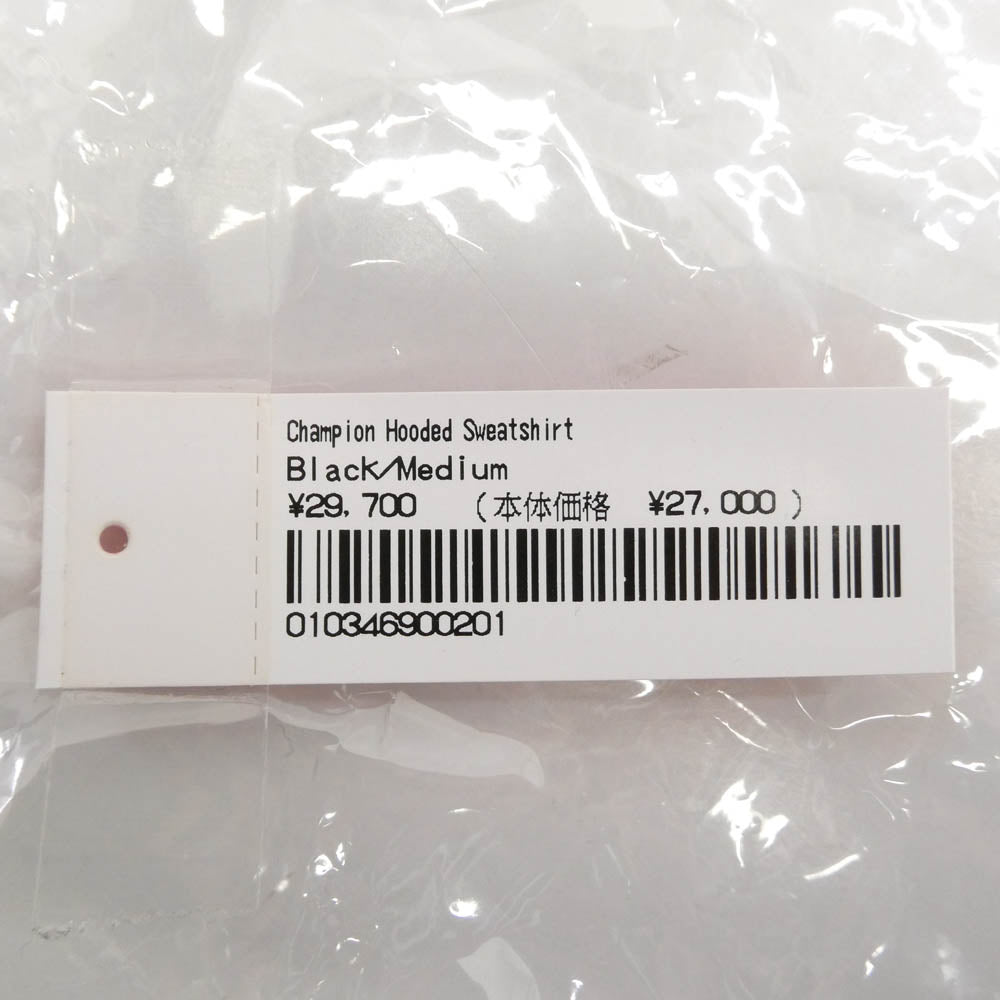 Champion Hooded Sweatshirt
Black/Medium
¥29,700 (本体価格 ¥27,000)
010346900201